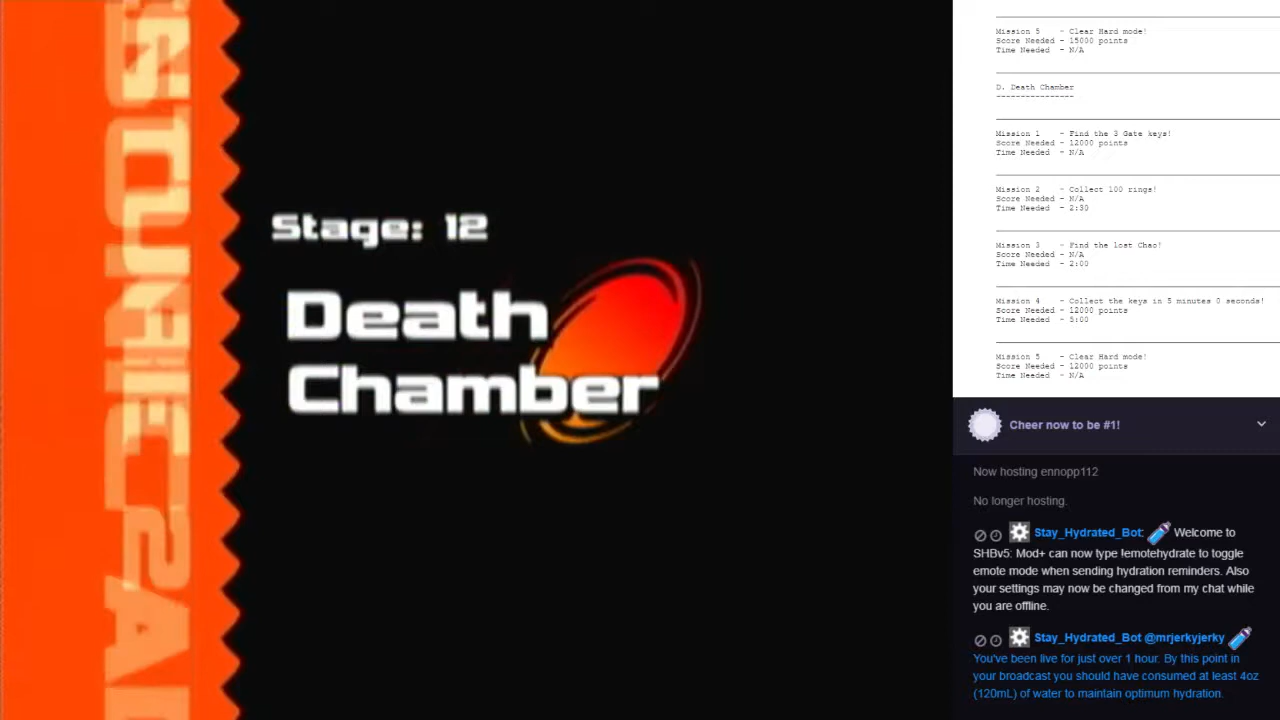 Stage: 12
Death
Chamber
Mission 5 - Clear Hard mode!
Score Needed - 15000 points
Time Needed - N/A
D. Death Chamber
----------------
Mission 1 - Find the 3 Gate keys!
Score Needed - 12000 points
Time Needed - N/A
Mission 2 - Collect 100 rings!
Score Needed - N/A
Time Needed - 2:30
Mission 3 - Find the lost Chao!
Score Needed - N/A
Time Needed - 2:00
Mission 4 - Collect the keys in 5 minutes 0 seconds!
Score Needed - 12000 points
Time Needed - 5:00
Mission 5 - Clear Hard mode!
Score Needed - 12000 points
Time Needed - N/A
Cheer now to be #1!
Now hosting ennopp112
No longer hosting.
Stay_Hydrated_Bot: Welcome to
SHBv5: Mod+ can now type !emotehydrate to toggle
emote mode when sending hydration reminders. Also
your settings may now be changed from my chat while
you are offline.
Stay_Hydrated_Bot @mrjerkyjerky
You've been live for just over 1 hour. By this point in
your broadcast you should have consumed at least 4oz
(120mL) of water to maintain optimum hydration.